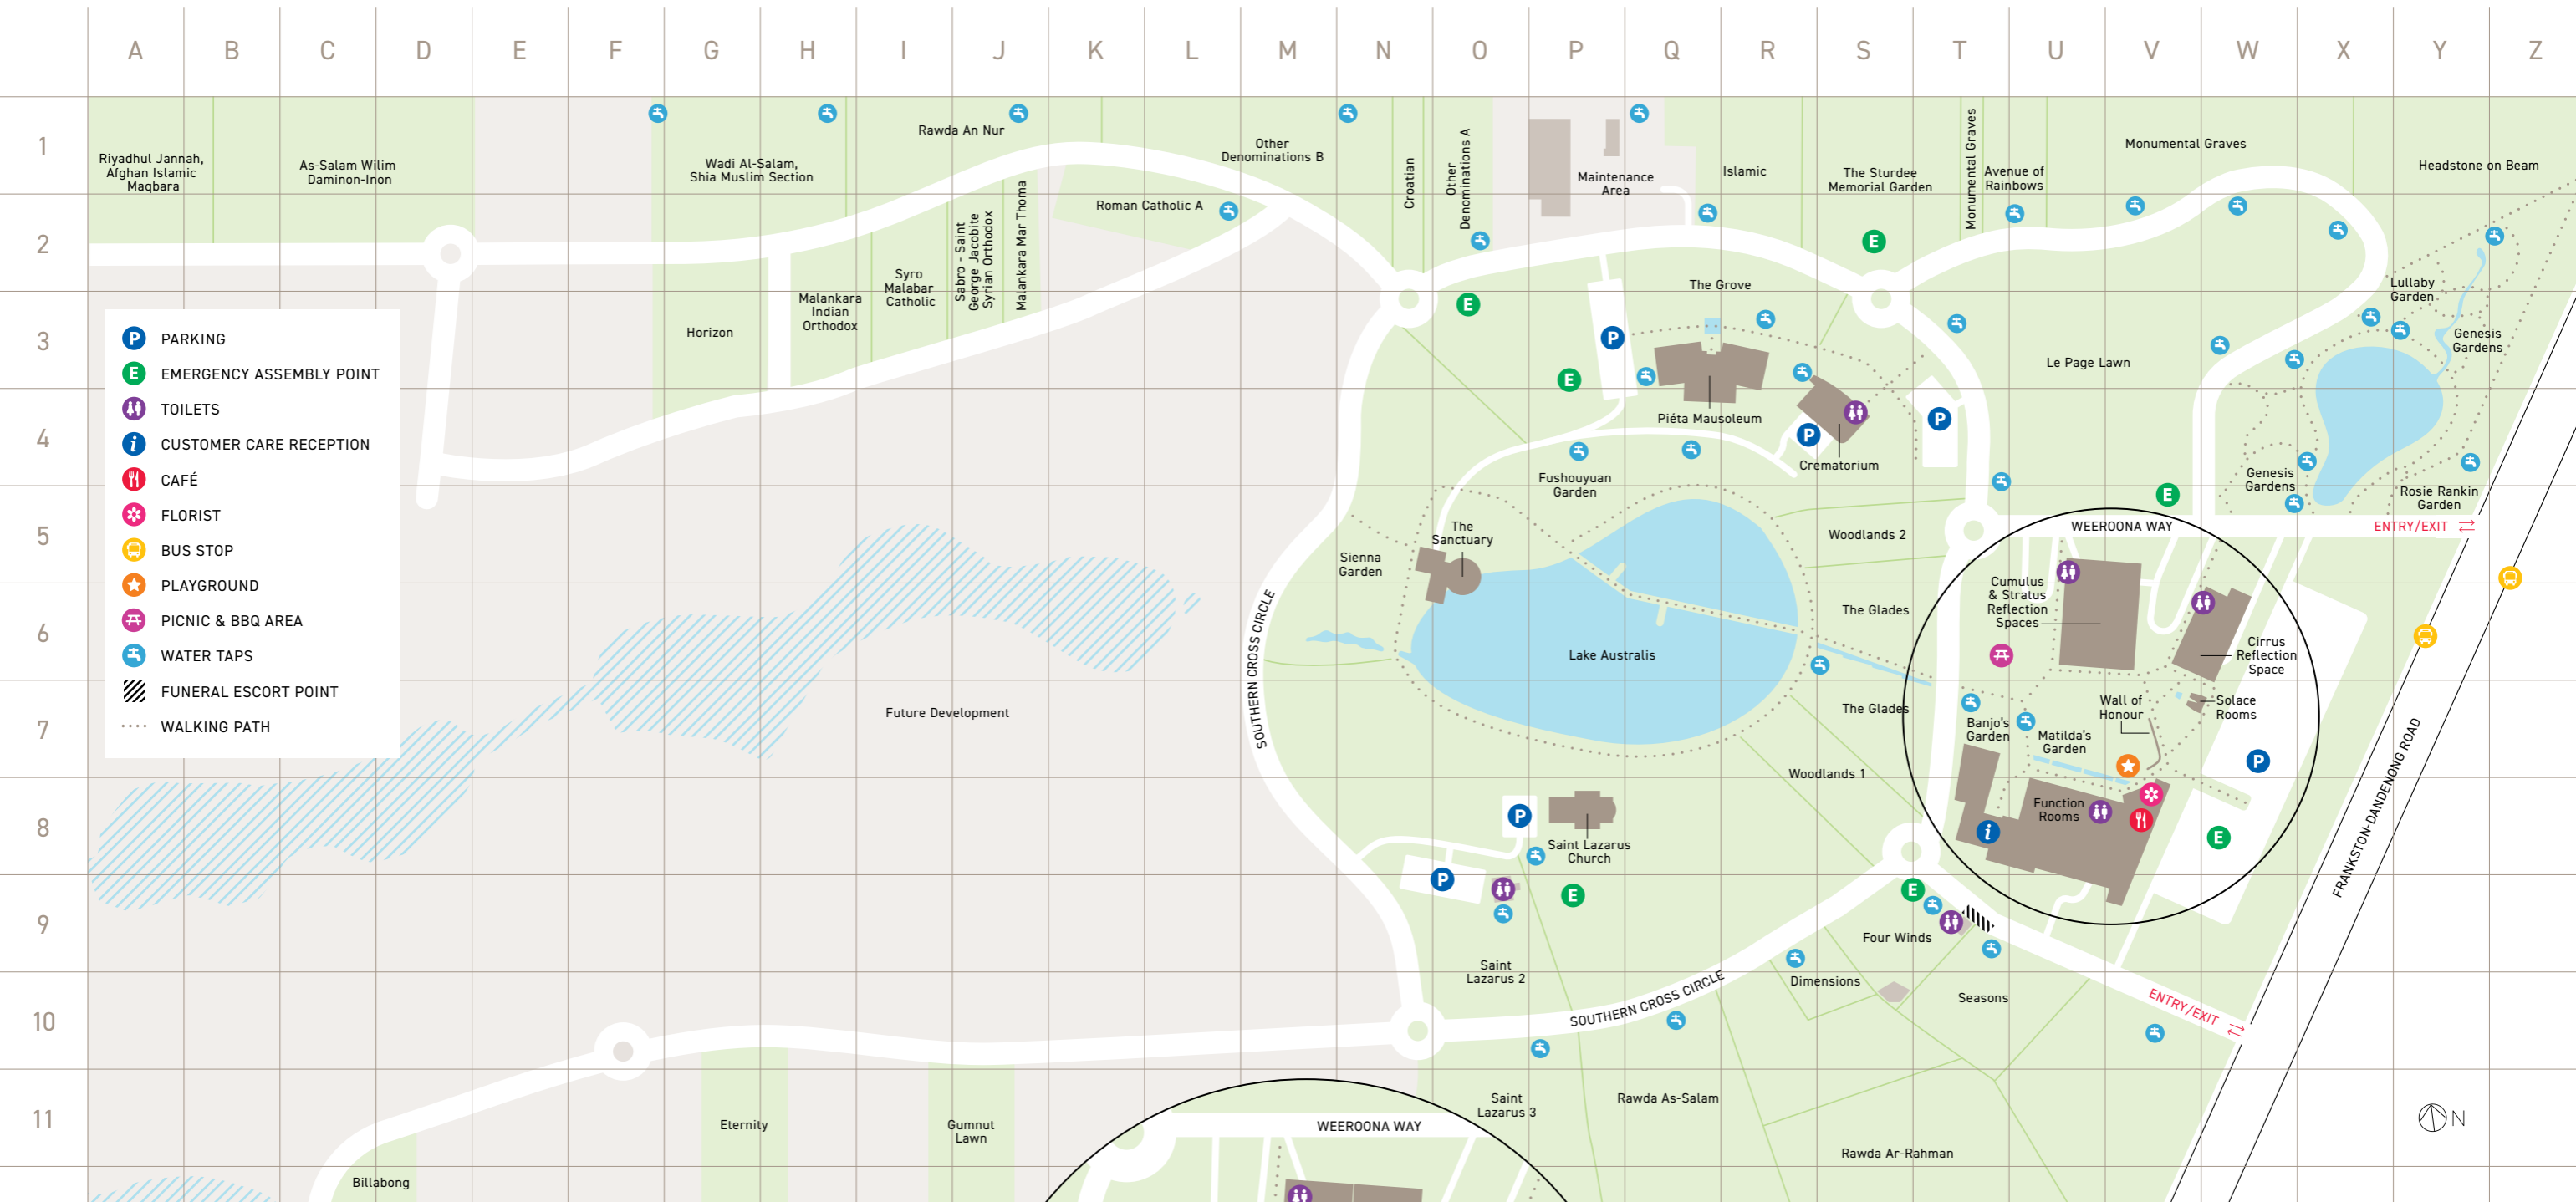 A B C D E F G H I J K L M N O P Q R S T U V W X Y Z
1
2
3
4
5
6
7
8
9
10
11
Riyadhul Jannah,
Afghan Islamic
Maqbara
As-Salam Wilim
Daminon-Inon
Wadi Al-Salam,
Shia Muslim Section
Rawda An Nur
Other
Denominations B
Croatian
Other
Denominations A
Maintenance
Area
Islamic
The Sturdee
Memorial Garden
Monumental Graves
Avenue of
Rainbows
Monumental Graves
Headstone on Beam
Roman Catholic A
Malankara Mar Thoma
Sabro - Saint
George Jacobite
Syrian Orthodox
Syro
Malabar
Catholic
Malankara
Indian
Orthodox
Horizon
The Grove
Lullaby
Garden
Genesis
Gardens
Le Page Lawn
P PARKING
E EMERGENCY ASSEMBLY POINT
TOILETS
i CUSTOMER CARE RECEPTION
CAFÉ
FLORIST
BUS STOP
PLAYGROUND
PICNIC & BBQ AREA
WATER TAPS
FUNERAL ESCORT POINT
WALKING PATH
E
E
P
E
Piéta Mausoleum
P
P
Crematorium
Fushouyuan
Garden
Genesis
Gardens
Rosie Rankin
Garden
E
WEEROONA WAY
ENTRY/EXIT
The
Sanctuary
Sienna
Garden
Woodlands 2
Cumulus
& Stratus
Reflection
Spaces
The Glades
Cirrus
Reflection
Space
Lake Australis
SOUTHERN CROSS CIRCLE
Future Development
The Glades
Banjo's
Garden
Matilda's
Garden
Wall of
Honour
Solace
Rooms
P
FRANKSTON-DANDENONG ROAD
Woodlands 1
Function
Rooms
i
E
P
Saint Lazarus
Church
P
E
E
Four Winds
Saint
Lazarus 2
Dimensions
Seasons
SOUTHERN CROSS CIRCLE
ENTRY/EXIT
Saint
Lazarus 3
Rawda As-Salam
Eternity
Gumnut
Lawn
WEEROONA WAY
N
Rawda Ar-Rahman
Billabong